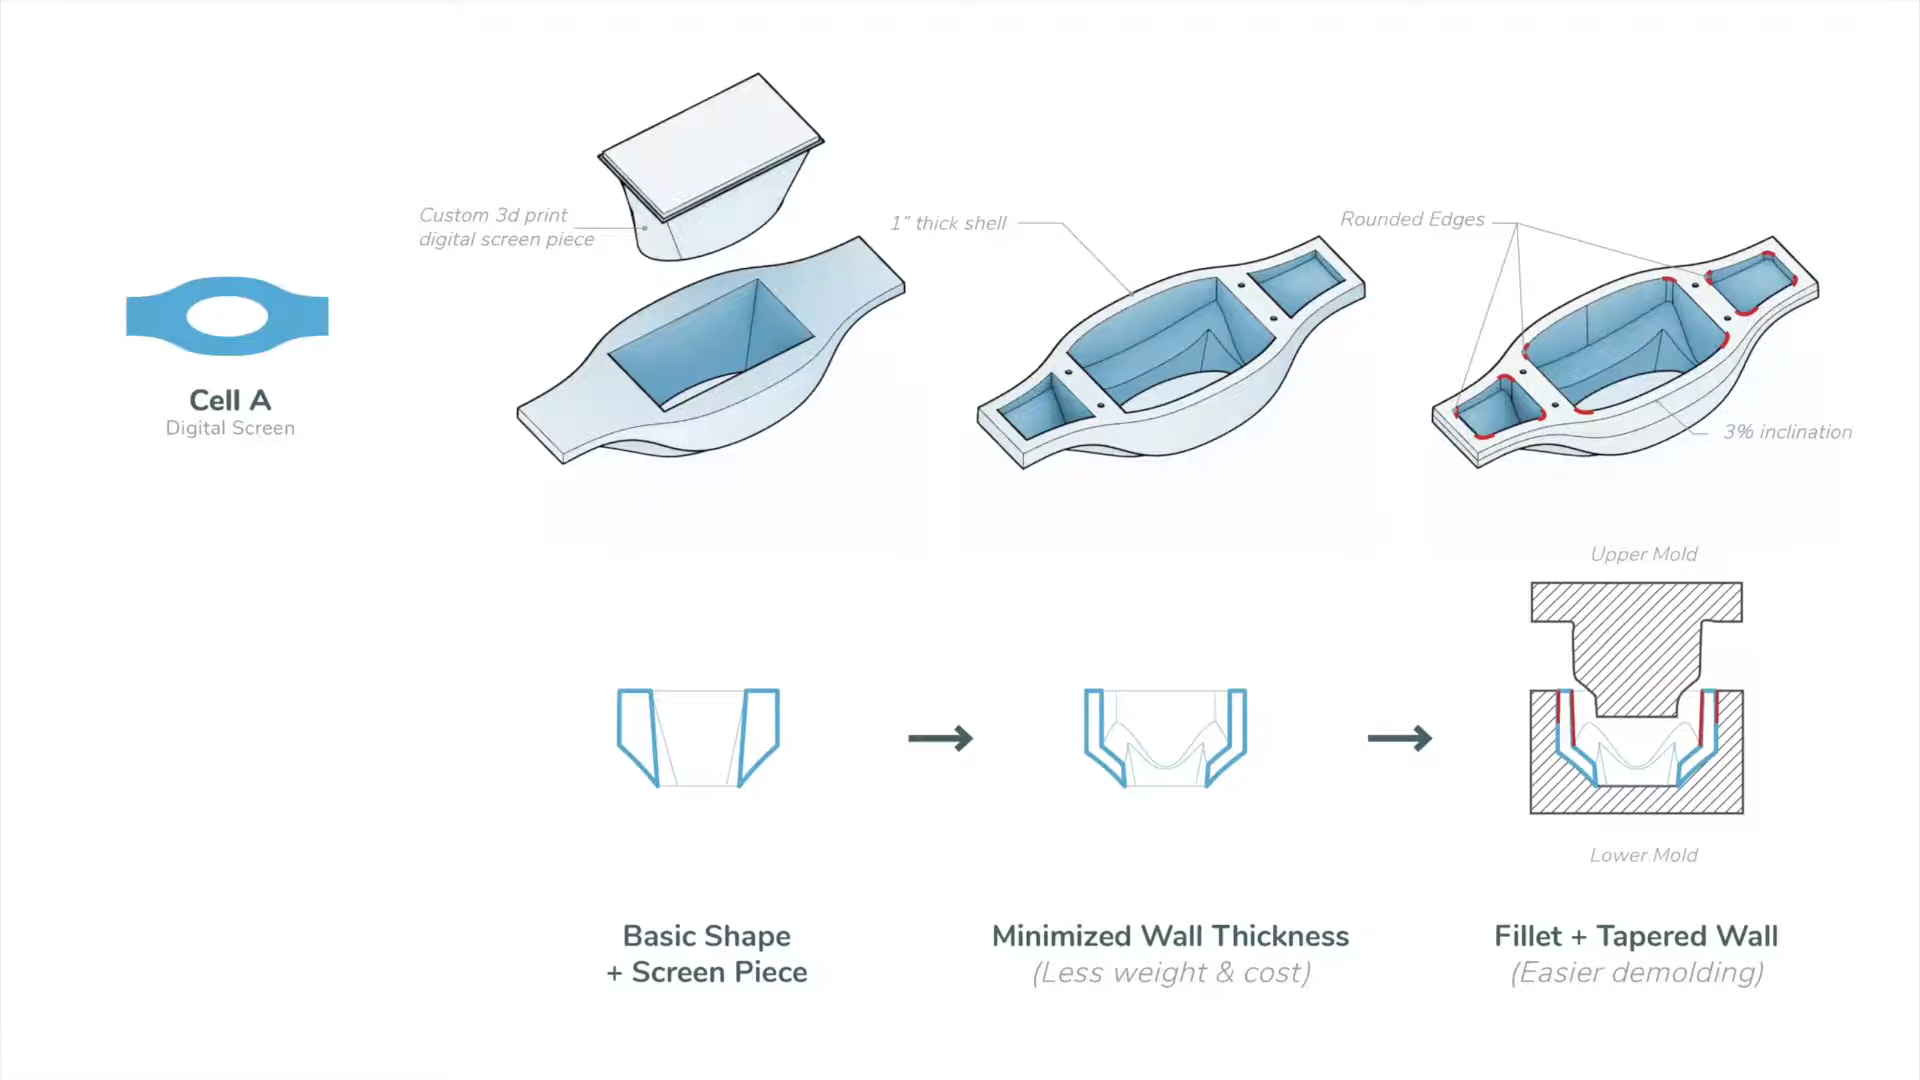 Custom 3d print
digital screen piece
1” thick shell
Rounded Edges
3% inclination
Cell A
Digital Screen
Upper Mold
Lower Mold
Basic Shape
+ Screen Piece
Minimized Wall Thickness
(Less weight & cost)
Fillet + Tapered Wall
(Easier demolding)